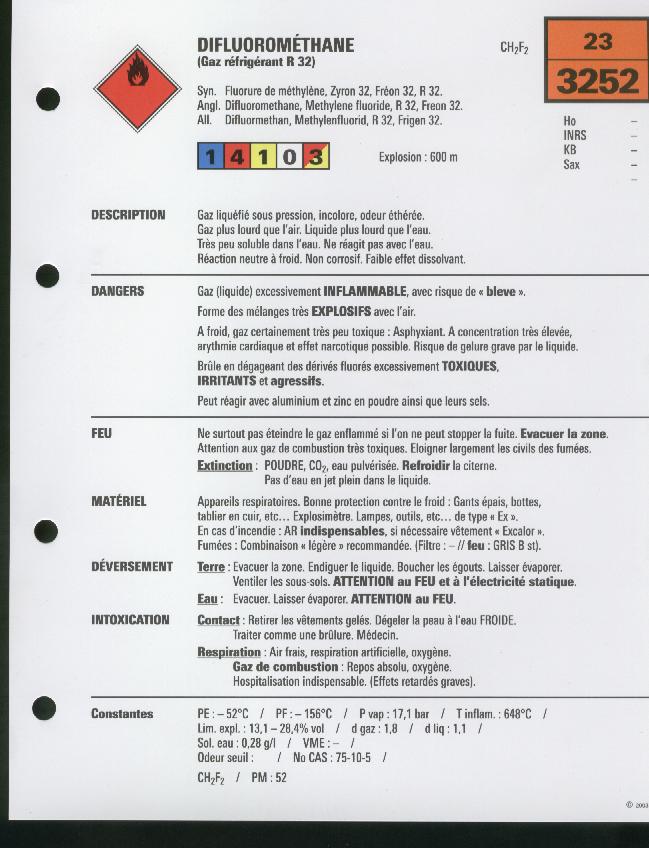 DIFLUOROMÉTHANE
(Gaz réfrigérant R 32)
CH₂F₂
23
3252
Syn. Fluorure de méthylène, Zyron 32, Fréon 32, R 32.
Angl. Difluoromethane, Methylene fluoride, R 32, Freon 32.
All. Difluormethan, Methylenfluorid, R 32, Frigen 32.
Ho –
INRS –
KB –
Sax –
–
1 4 1 0 3
Explosion : 600 m
DESCRIPTION
Gaz liquéfié sous pression, incolore, odeur éthérée.
Gaz plus lourd que l'air. Liquide plus lourd que l'eau.
Très peu soluble dans l'eau. Ne réagit pas avec l'eau.
Réaction neutre à froid. Non corrosif. Faible effet dissolvant.
DANGERS
Gaz (liquide) excessivement INFLAMMABLE, avec risque de « bleve ».
Forme des mélanges très EXPLOSIFS avec l'air.
A froid, gaz certainement très peu toxique : Asphyxiant. A concentration très élevée,
arythmie cardiaque et effet narcotique possible. Risque de gelure grave par le liquide.
Brûle en dégageant des dérivés fluorés excessivement TOXIQUES,
IRRITANTS et agressifs.
Peut réagir avec aluminium et zinc en poudre ainsi que leurs sels.
FEU
Ne surtout pas éteindre le gaz enflammé si l'on ne peut stopper la fuite. Evacuer la zone.
Attention aux gaz de combustion très toxiques. Eloigner largement les civils des fumées.
Extinction : POUDRE, CO₂, eau pulvérisée. Refroidir la citerne.
Pas d'eau en jet plein dans le liquide.
MATÉRIEL
Appareils respiratoires. Bonne protection contre le froid : Gants épais, bottes,
tablier en cuir, etc… Explosimètre. Lampes, outils, etc… de type « Ex ».
En cas d'incendie : AR indispensables, si nécessaire vêtement « Excalor ».
Fumées : Combinaison « légère » recommandée. (Filtre : – // feu : GRIS B st).
DÉVERSEMENT
Terre : Evacuer la zone. Endiguer le liquide. Boucher les égouts. Laisser évaporer.
Ventiler les sous-sols. ATTENTION au FEU et à l'électricité statique.
Eau : Evacuer. Laisser évaporer. ATTENTION au FEU.
INTOXICATION
Contact : Retirer les vêtements gelés. Dégeler la peau à l'eau FROIDE.
Traiter comme une brûlure. Médecin.
Respiration : Air frais, respiration artificielle, oxygène.
Gaz de combustion : Repos absolu, oxygène.
Hospitalisation indispensable. (Effets retardés graves).
Constantes
PE : – 52°C / PF : – 156°C / P vap : 17,1 bar / T inflam. : 648°C /
Lim. expl. : 13,1 – 28,4% vol / d gaz : 1,8 / d liq : 1,1 /
Sol. eau : 0,28 g/l / VME : – /
Odeur seuil : / No CAS : 75-10-5 /
CH₂F₂ / PM : 52
© 2003